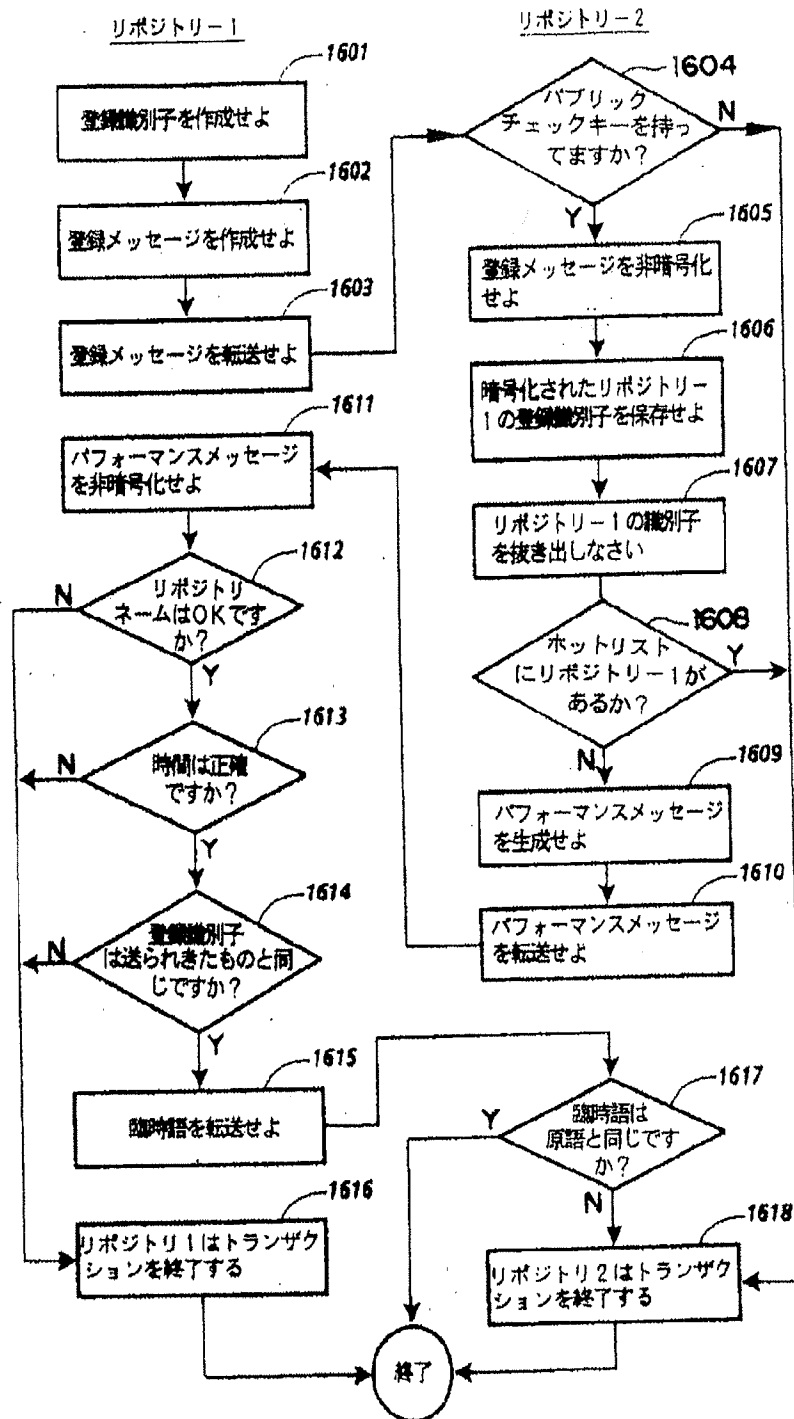 リポジトリー1
1601
登録識別子を作成せよ
1602
登録メッセージを作成せよ
1603
登録メッセージを転送せよ
リポジトリー2
1604
パブリック
チェックキーを持っ
てますか？
N
Y
1605
登録メッセージを非暗号化
せよ
1606
暗号化されたリポジトリー
1の登録識別子を保存せよ
1607
リポジトリー1の識別子
を抜き出しなさい
1608
ホットリスト
にリポジトリー1が
あるか？
Y
N
1609
パフォーマンスメッセージ
を生成せよ
1610
パフォーマンスメッセージ
を転送せよ
1611
パフォーマンスメッセージ
を非暗号化せよ
1612
リポジトリ
ネームはOKです
か？
N
Y
1613
時間は正確
ですか？
N
Y
1614
登録識別子
は送られきたものと同
じですか？
N
Y
1615
臨時語を転送せよ
1616
リポジトリ1はトランザク
ションを終了する
1617
臨時語は
原語と同じです
か？
Y
N
1618
リポジトリ2はトランザク
ションを終了する
終了